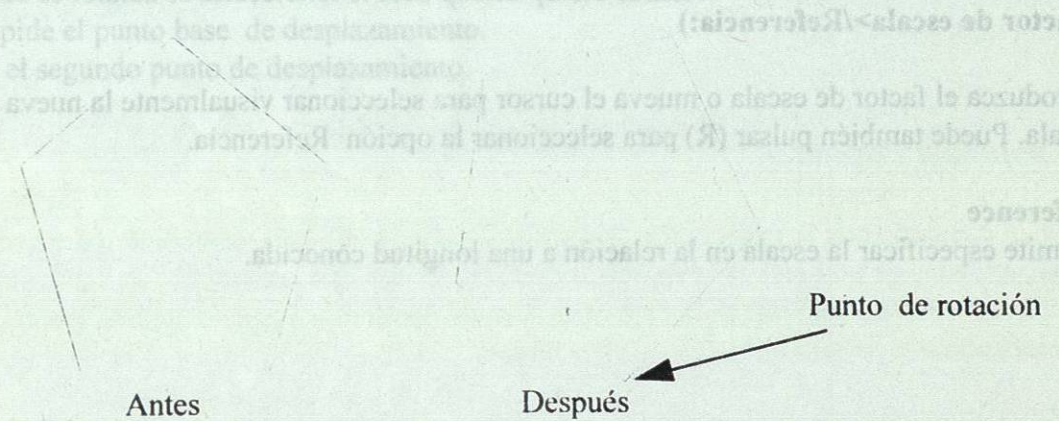 pide el punto base de desplazamiento
el segundo punto de desplazamiento
ctor de escala>/Referencia:)
oduzca el factor de escala o mueva el cursor para seleccionar visualmente la nueva
ala. Puede también pulsar (R) para seleccionar la opción Referencia.
erence
mite especificar la escala en la relación a una longitud cónocida.
Punto de rotación
Antes
Después